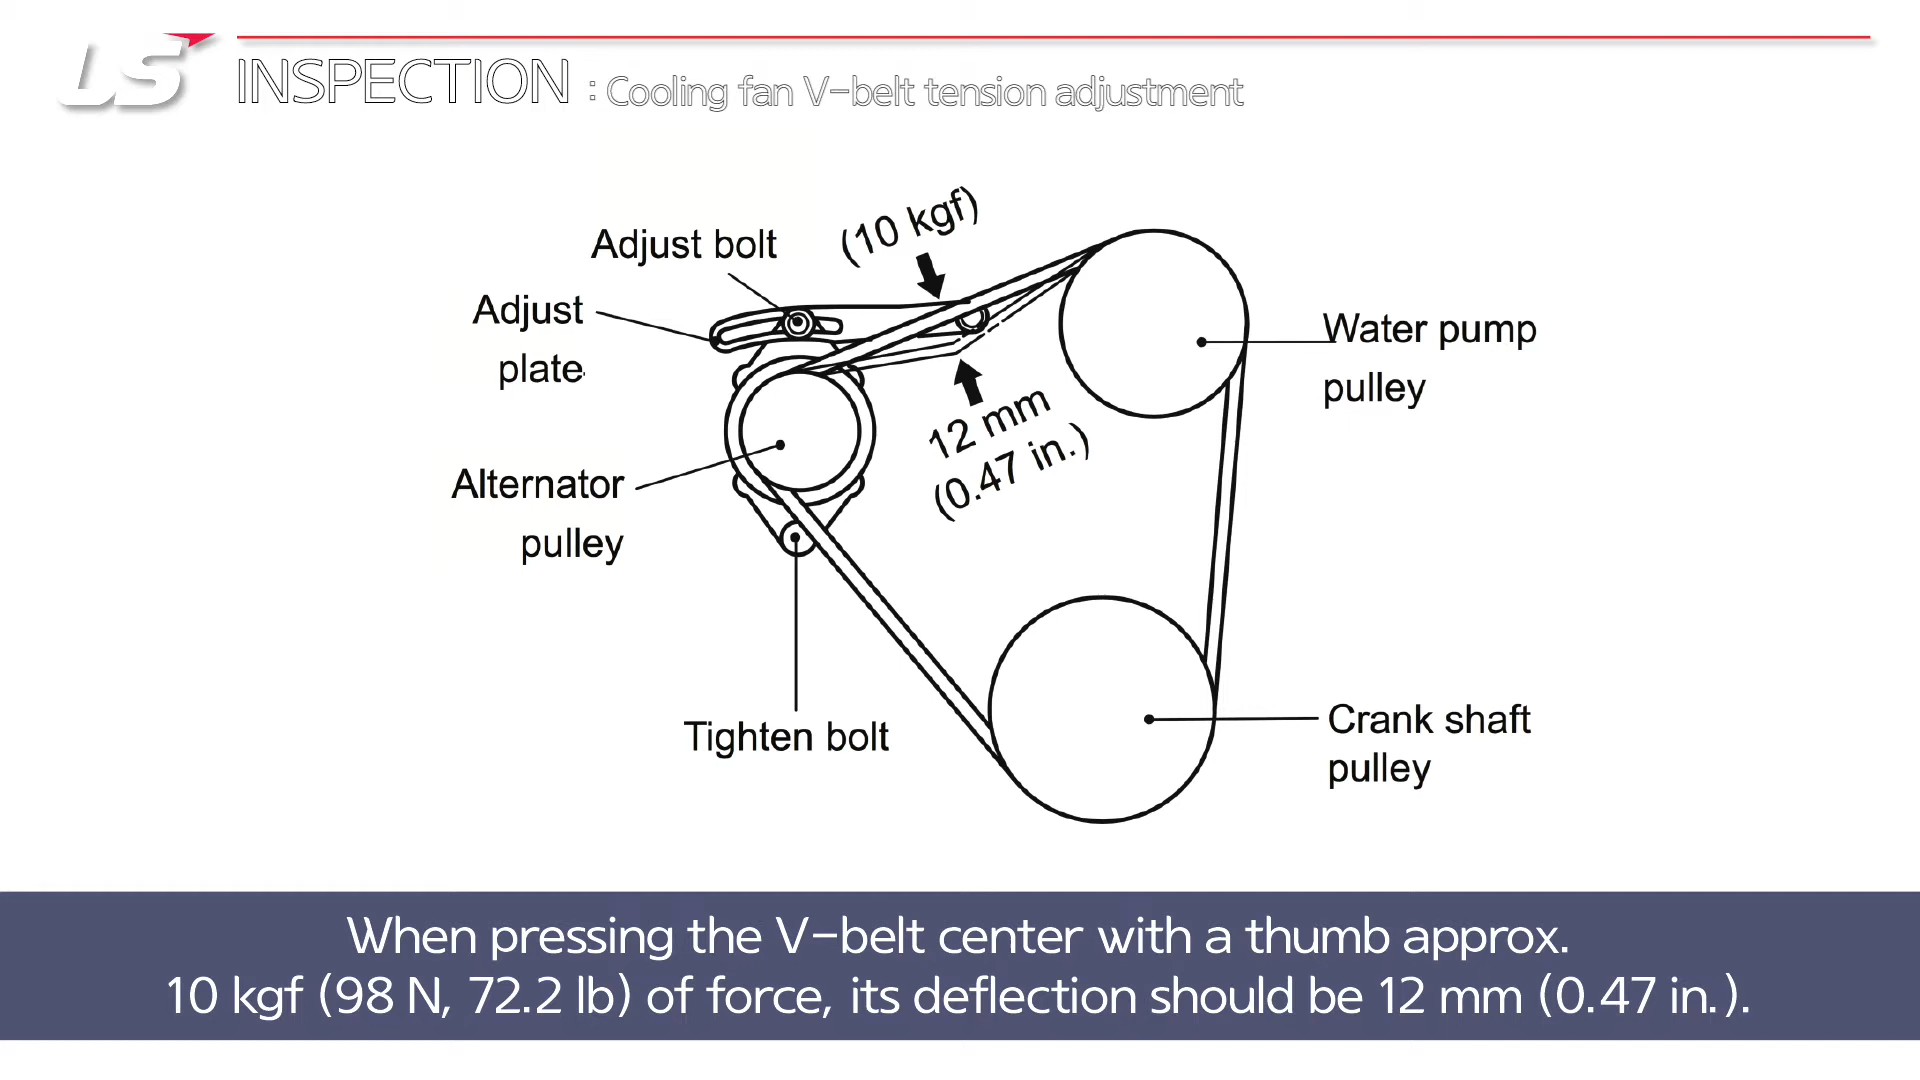 LS
INSPECTION : Cooling fan V-belt tension adjustment
(10 kgf)
Adjust bolt
Adjust
plate
Water pump
pulley
12 mm
(0.47 in.)
Alternator
pulley
Tighten bolt
Crank shaft
pulley
When pressing the V-belt center with a thumb approx.
10 kgf (98 N, 72.2 lb) of force, its deflection should be 12 mm (0.47 in.).